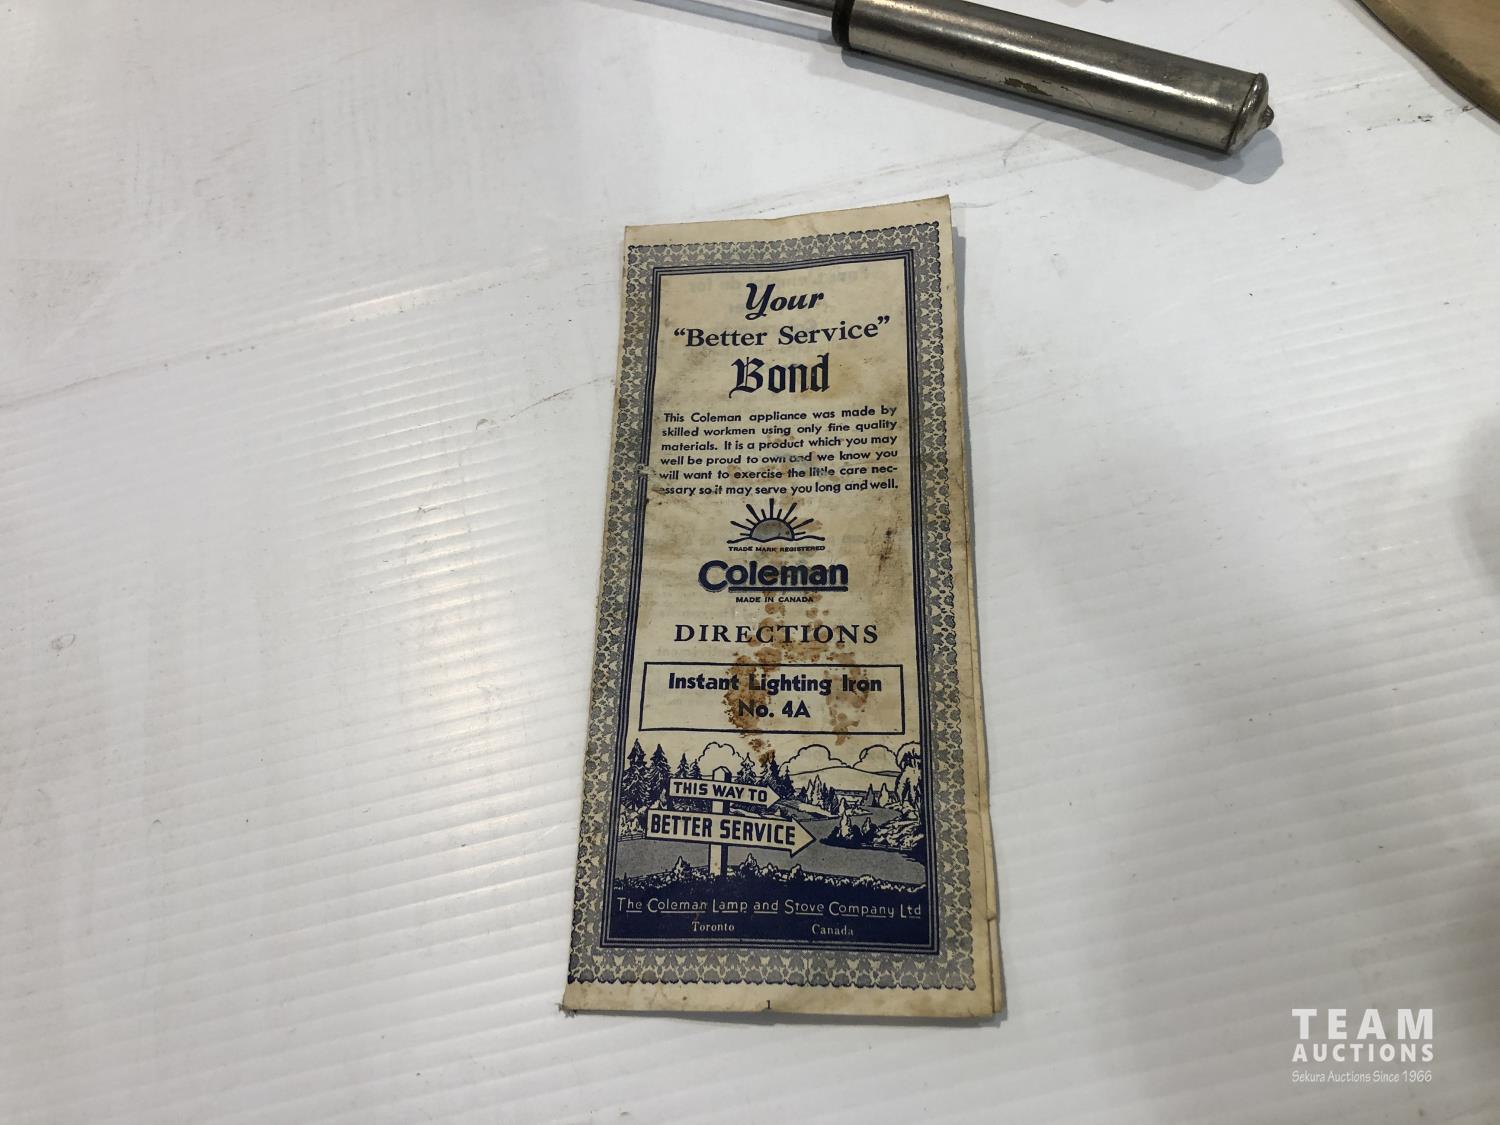 Your
“Better Service”
Bond
This Coleman appliance was made by
skilled workmen using only fine quality
materials. It is a product which you may
well be proud to own and we know you
will want to exercise the little care nec-
essary so it may serve you long and well.
TRADE MARK REGISTERED
Coleman
MADE IN CANADA
DIRECTIONS
Instant Lighting Iron
No. 4A
THIS WAY TO
BETTER SERVICE
The Coleman Lamp and Stove Company Ltd
Toronto Canada
1
TEAM
AUCTIONS
Sekura Auctions Since 1966